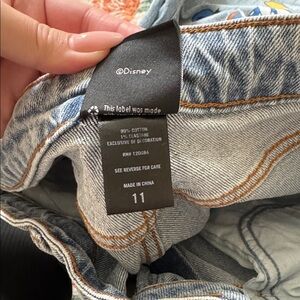 ©Disney
This label was made
99% COTTON
1% ELASTANE
EXCLUSIVE OF DECORATION
SEE REVERSE FOR CARE
MADE IN CHINA
11